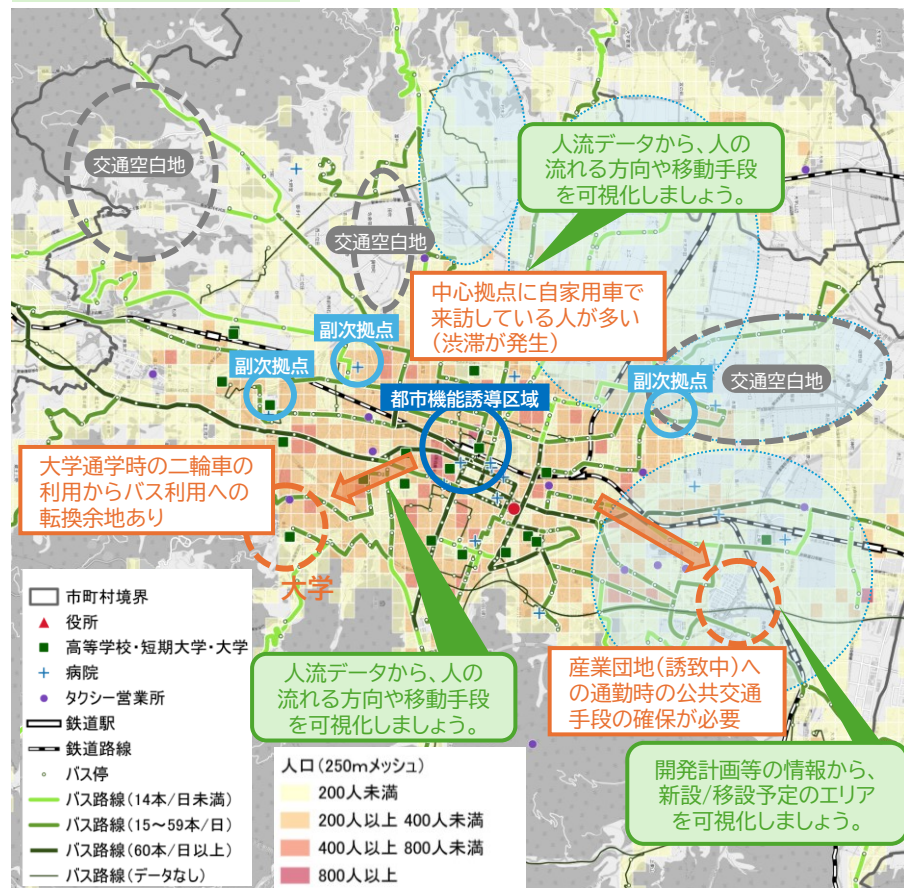 交通空白地
人流データから、人の
流れる方向や移動手段
を可視化しましょう。
交通空白地
中心拠点に自家用車で
来訪している人が多い
(渋滞が発生)
副次拠点
副次拠点
副次拠点
交通空白地
都市機能誘導区域
大学通学時の二輪車の
利用からバス利用への
転換余地あり
大学
人流データから、人の
流れる方向や移動手段
を可視化しましょう。
産業団地(誘致中)へ
の通勤時の公共交通
手段の確保が必要
開発計画等の情報から、
新設/移設予定のエリア
を可視化しましょう。
市町村境界
役所
高等学校・短期大学・大学
病院
タクシー営業所
鉄道駅
鉄道路線
バス停
バス路線(14本/日未満)
バス路線(15～59本/日)
バス路線(60本/日以上)
バス路線(データなし)
人口(250mメッシュ)
200人未満
200人以上 400人未満
400人以上 800人未満
800人以上